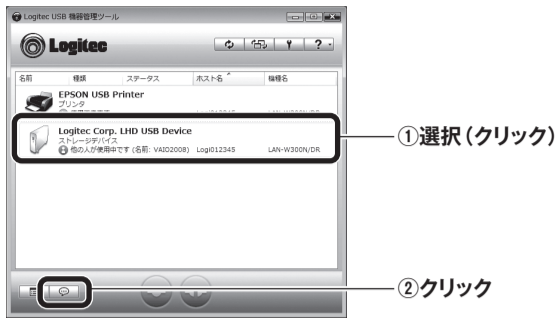 Logitec USB 機器管理ツール
Logitec
?
名前 種類 ステータス ホスト名 機種名
EPSON USB Printer
プリンタ
Logitec Corp. LHD USB Device
ストレージデバイス
他の人が使用中です (名前: VAIO2008) Logi012345 LAN-W300N/DR
①選択(クリック)
②クリック